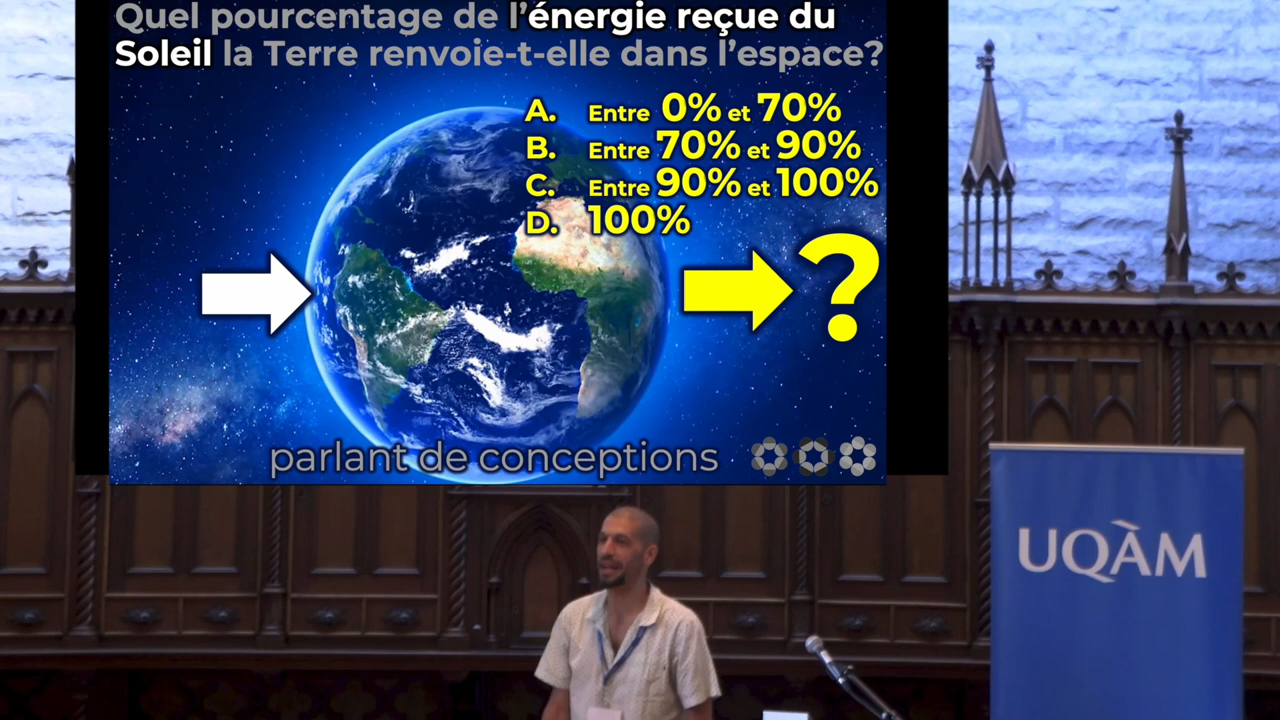 Quel pourcentage de l’énergie reçue du
Soleil la Terre renvoie-t-elle dans l’espace?
A. Entre 0% et 70%
B. Entre 70% et 90%
C. Entre 90% et 100%
D. 100%
?
parlant de conceptions
UQÀM